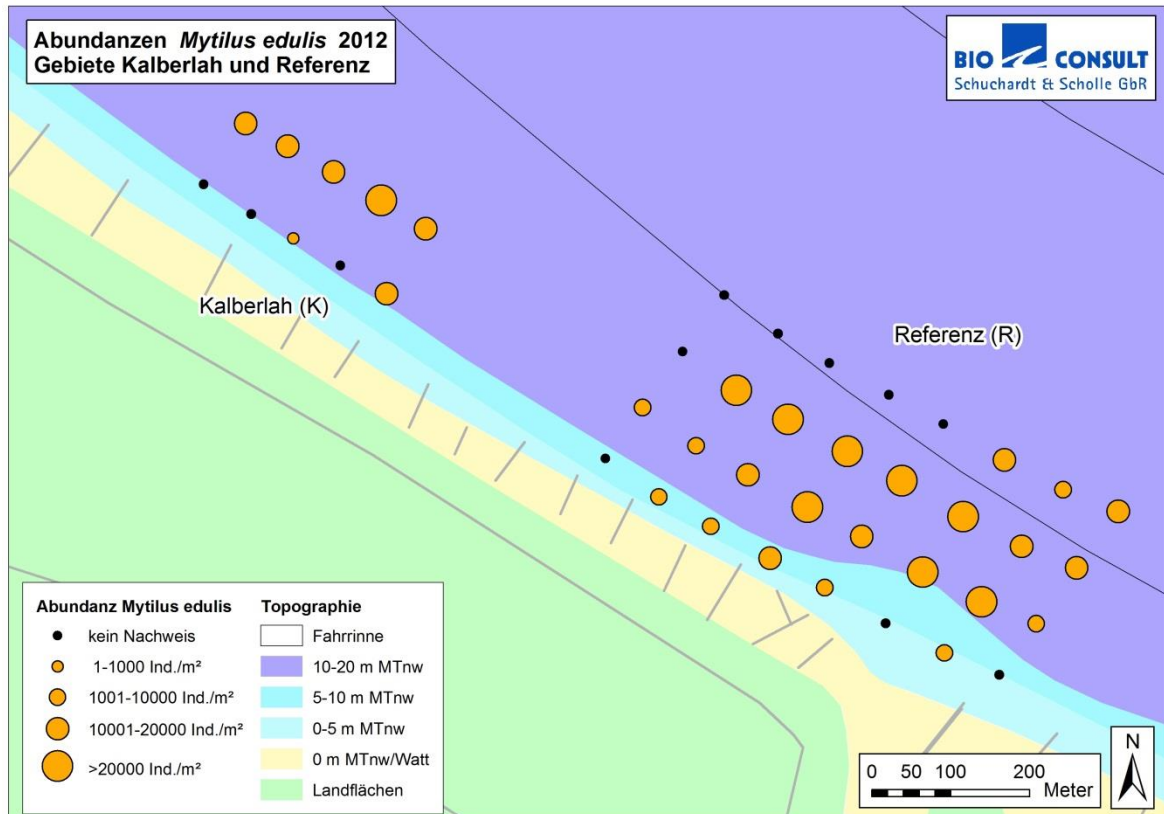 Abundanzen Mytilus edulis 2012
Gebiete Kalberlah und Referenz
BIO CONSULT
Schuchardt & Scholle GbR
Kalberlah (K)
Referenz (R)
Abundanz Mytilus edulis
kein Nachweis
1-1000 Ind./m²
1001-10000 Ind./m²
10001-20000 Ind./m²
>20000 Ind./m²
Topographie
Fahrrinne
10-20 m MTnw
5-10 m MTnw
0-5 m MTnw
0 m MTnw/Watt
Landflächen
0 50 100 200
Meter
N